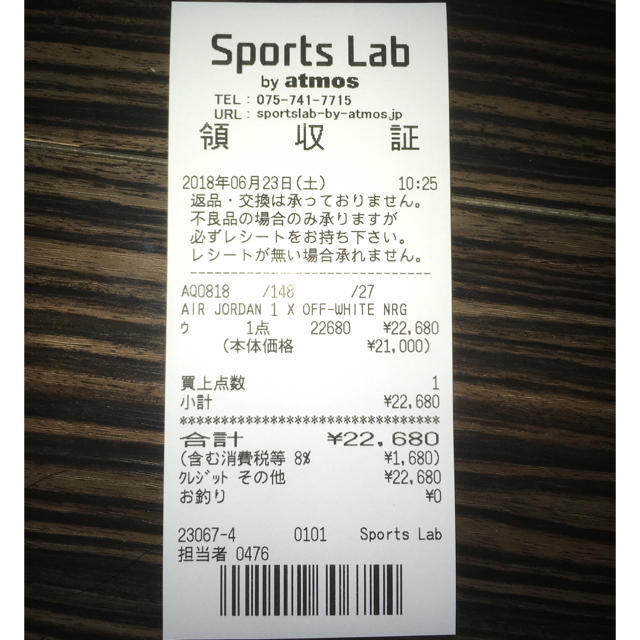 Sports Lab
by atmos
TEL : 075-741-7715
URL : sportslab-by-atmos.jp
領 収 証
2018年06月23日(土) 10:25
返品・交換は承っておりません。
不良品の場合のみ承りますが
必ずレシートをお持ち下さい。
レシートが無い場合承れません。
--------------------------------
AQ0818 /148 /27
AIR JORDAN 1 X OFF-WHITE NRG
ウ 1点 22680 ¥22,680
(本体価格 ¥21,000)
買上点数 1
小計 ¥22,680
********************************
合計 ¥22,680
(含む消費税等 8% ¥1,680)
クレジット その他 ¥22,680
お釣り ¥0
23067-4 0101 Sports Lab
担当者 0476